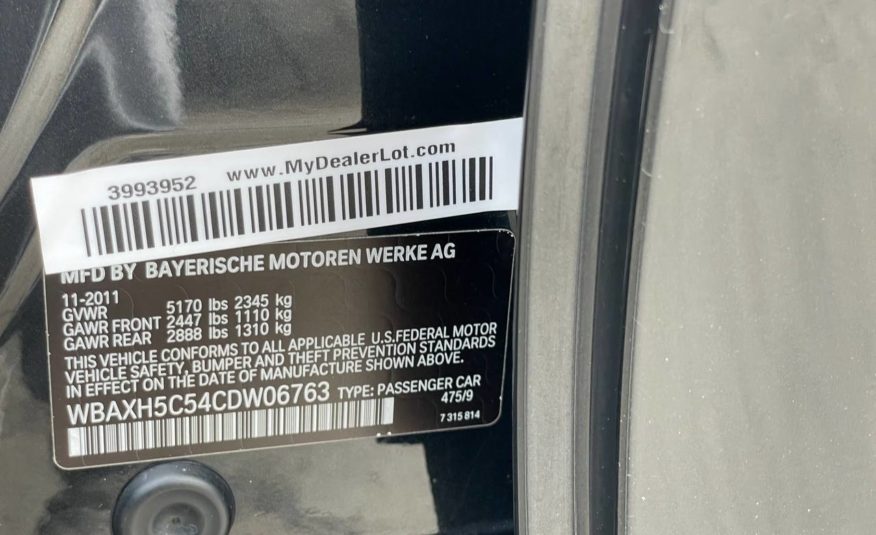 3993952 www.MyDealerLot.com
MFD BY BAYERISCHE MOTOREN WERKE AG
11-2011
GVWR 5170 lbs 2345 kg
GAWR FRONT 2447 lbs 1110 kg
GAWR REAR 2888 lbs 1310 kg
THIS VEHICLE CONFORMS TO ALL APPLICABLE U.S.FEDERAL MOTOR
VEHICLE SAFETY, BUMPER AND THEFT PREVENTION STANDARDS
IN EFFECT ON THE DATE OF MANUFACTURE SHOWN ABOVE.
WBAXH5C54CDW06763 TYPE: PASSENGER CAR
475/9
7 315 814